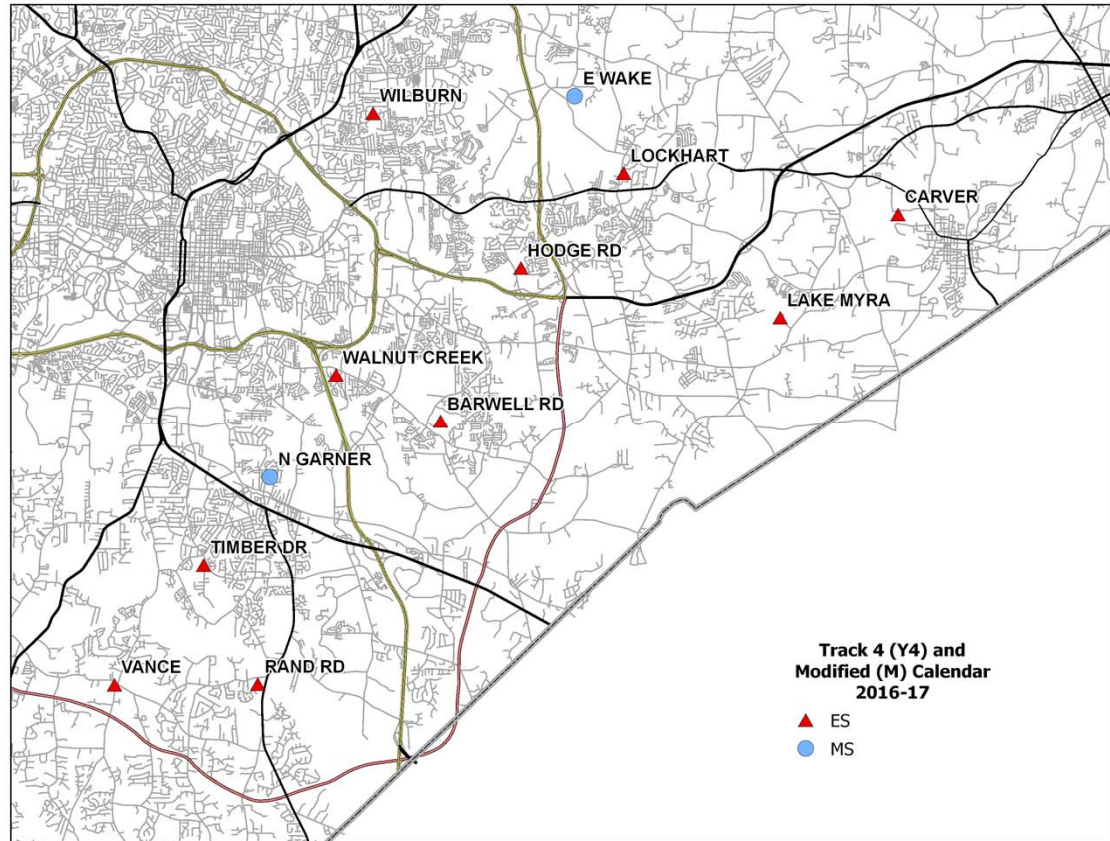 E WAKE
WILBURN
LOCKHART
CARVER
HODGE RD
LAKE MYRA
WALNUT CREEK
BARWELL RD
N GARNER
TIMBER DR
VANCE
RAND RD
Track 4 (Y4) and
Modified (M) Calendar
2016-17
ES
MS